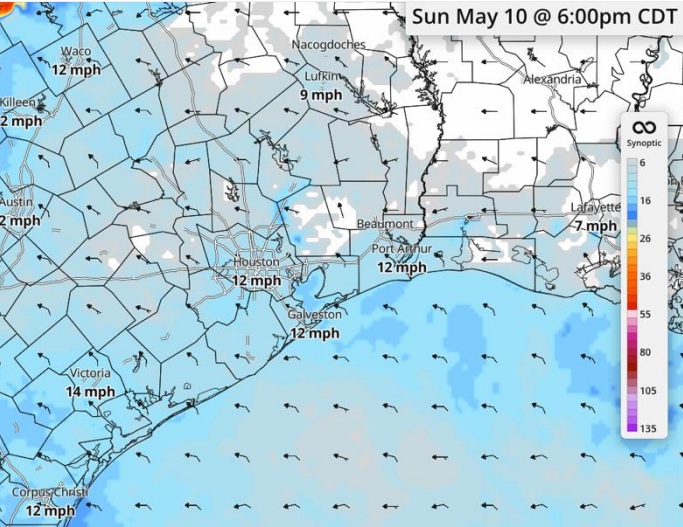 Sun May 10 @ 6:00pm CDT
Nacogdoches
Waco
12 mph
Lufkin
9 mph
Alexandria
Killeen
2 mph
Synoptic
6
16
26
36
55
80
105
135
Austin
2 mph
Lafayette
7 mph
Beaumont
Port Arthur
12 mph
Houston
12 mph
Galveston
12 mph
Victoria
14 mph
Corpus Christi
12 mph